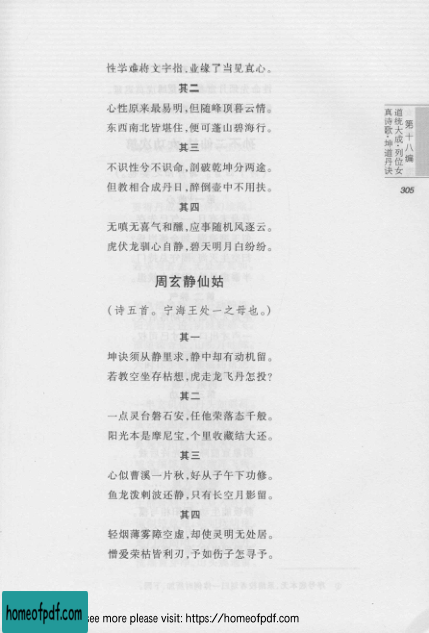 性学难将文字指,业缘了当见真心。
其二
心性原来最易明,但随峰顶暮云情。
东西南北皆堪住,便可蓬山碧海行。
其三
不识性兮不识命,剖破乾坤分两途。
但教相合成丹日,醉倒壶中不用扶。
其四
无嗔无喜气和醺,应事随机风逐云。
虎伏龙驯心自静,碧天明月白纷纷。
周玄静仙姑
(诗五首。宁海王处一之母也。)
其一
坤诀须从静里求,静中却有动机留。
若教空坐存枯想,虎走龙飞丹怎投?
其二
一点灵台磐石安,任他荣落态千般。
阳光本是摩尼宝,个里收藏结大还。
其三
心似曹溪一片秋,好从子午下功修。
鱼龙泼刺波还静,只有长空月影留。
其四
轻烟薄雾障空虚,却使灵明无处居。
憎爱荣枯皆利刃,予如伤子怎寻予。
第十八编
道统大成·列位女
真诗歌·坤道丹诀
305
homeofpdf.com
see more please visit: https://homeofpdf.com